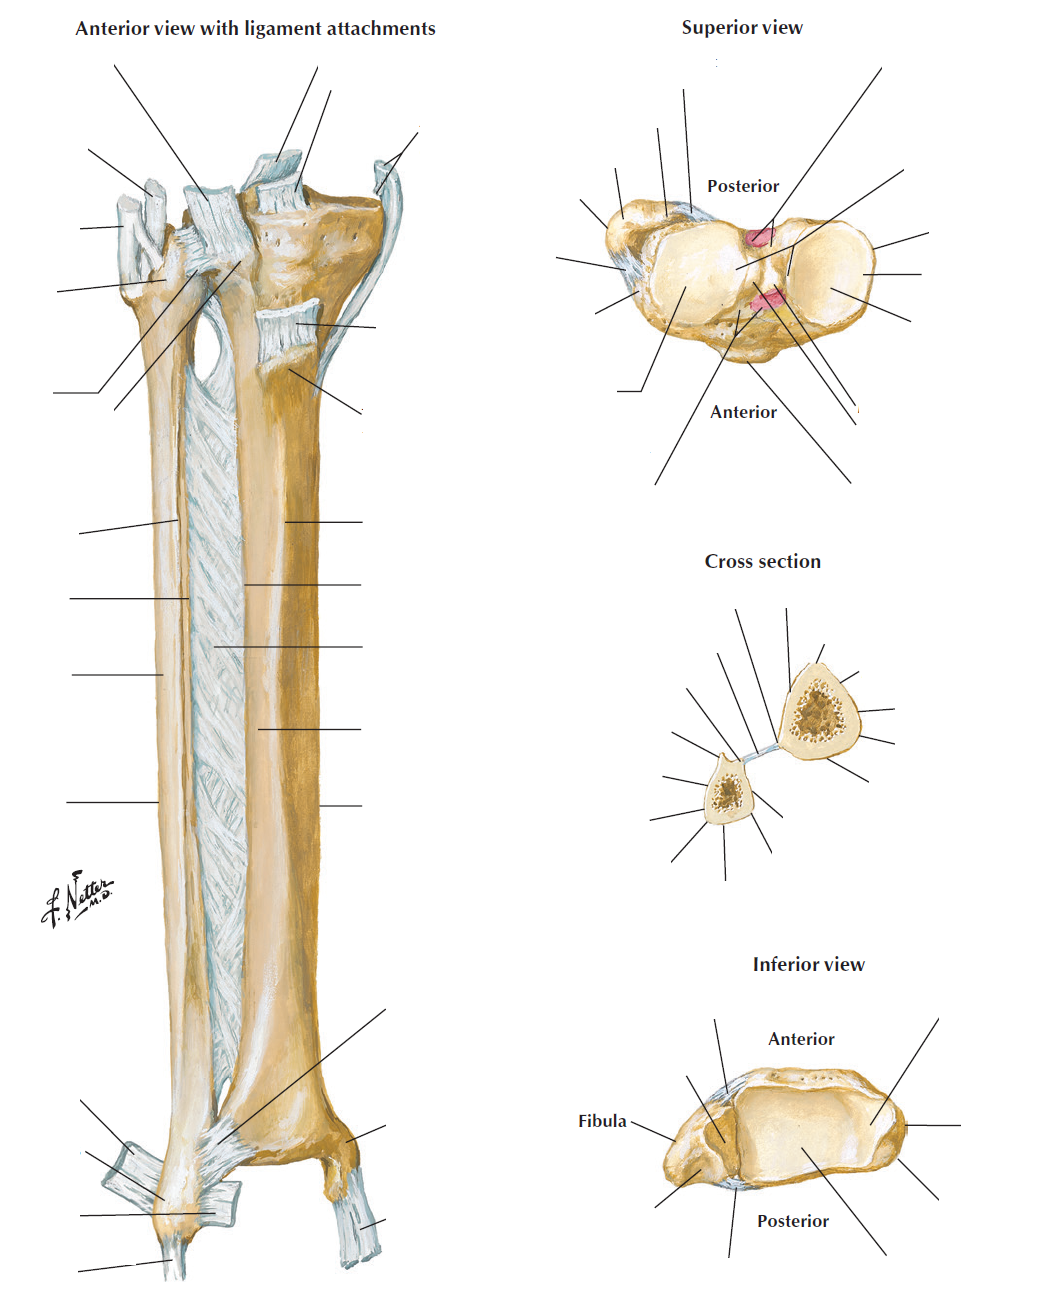 Anterior view with ligament attachments
Superior view
Posterior
Anterior
Cross section
f. Netter
M.D.
Inferior view
Anterior
Fibula
Posterior